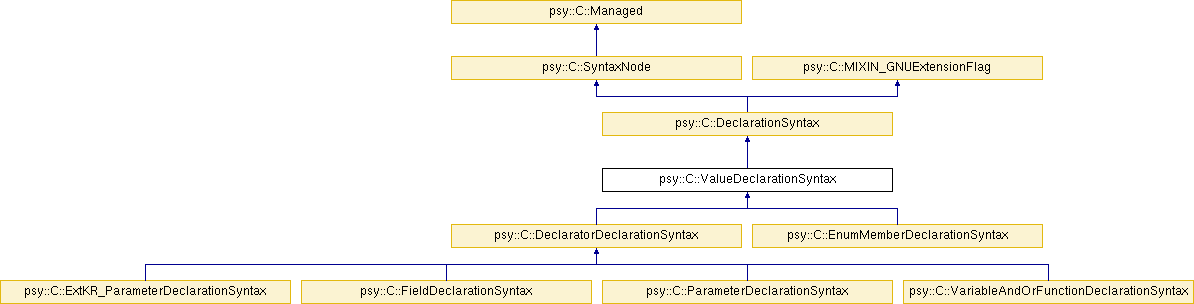 psy::C::Managed
psy::C::SyntaxNode
psy::C::MIXIN_GNUExtensionFlag
psy::C::DeclarationSyntax
psy::C::ValueDeclarationSyntax
psy::C::DeclaratorDeclarationSyntax
psy::C::EnumMemberDeclarationSyntax
psy::C::ExtKR_ParameterDeclarationSyntax
psy::C::FieldDeclarationSyntax
psy::C::ParameterDeclarationSyntax
psy::C::VariableAndOrFunctionDeclarationSyntax